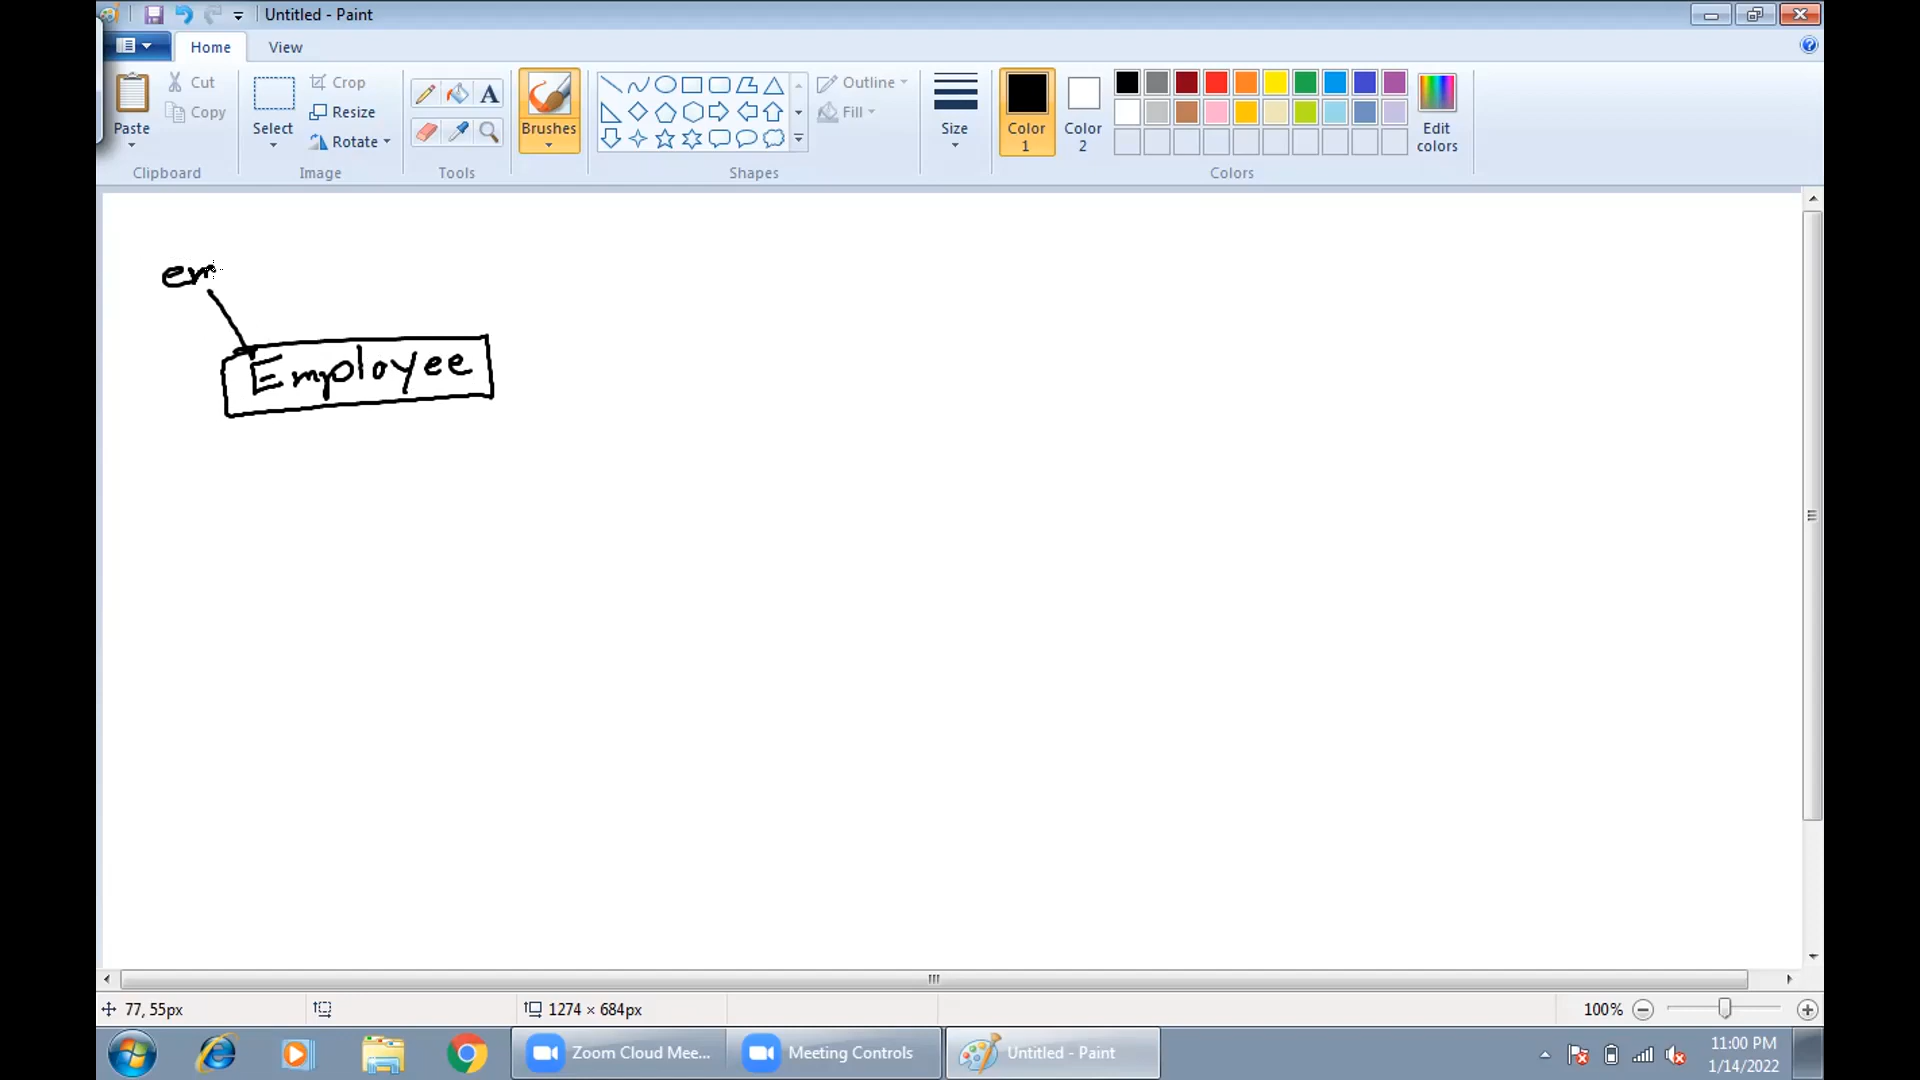 Untitled - Paint
Home View
Paste
Cut
Copy
Clipboard
Select
Crop
Resize
Rotate
Image
Tools
Brushes
Shapes
Outline
Fill
Size
Color 1
Color 2
Edit colors
Colors
em
Employee
77, 55px
1274 × 684px
100%
Zoom Cloud Mee...
Meeting Controls
Untitled - Paint
11:00 PM
1/14/2022